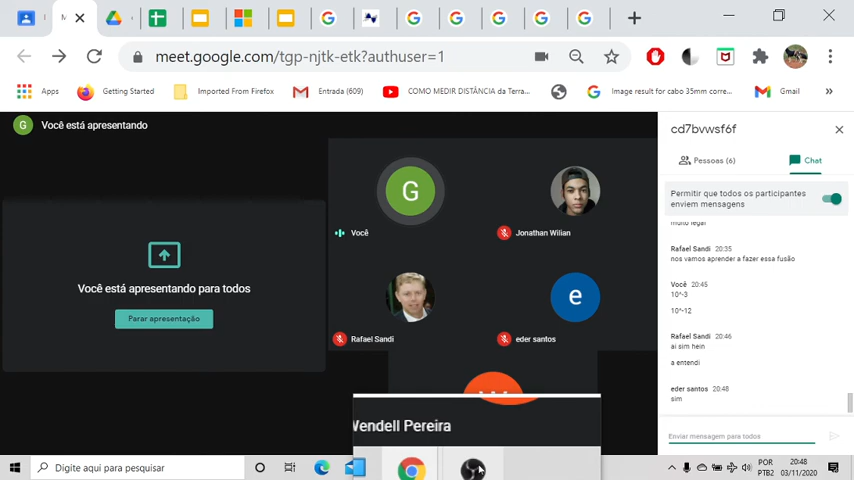 M
meet.google.com/tgp-njtk-etk?authuser=1
Apps
Getting Started
Imported From Firefox
Entrada (609)
COMO MEDIR DISTÂNCIA da Terra...
Image result for cabo 35mm corre...
Gmail
»
G Você está apresentando
Você está apresentando para todos
Parar apresentação
G
Você
Jonathan Wilian
Rafael Sandi
e
eder santos
Wendell Pereira
cd7bvwsf6f
Pessoas (6)
Chat
Permitir que todos os participantes
enviem mensagens
muito legal
Rafael Sandi 20:35
nos vamos aprender a fazer essa fusão
Você 20:45
10^-3
10^-12
Rafael Sandi 20:46
ai sim hein
a entendi
eder santos 20:48
sim
Enviar mensagem para todos
Digite aqui para pesquisar
POR
PTB2
20:48
03/11/2020